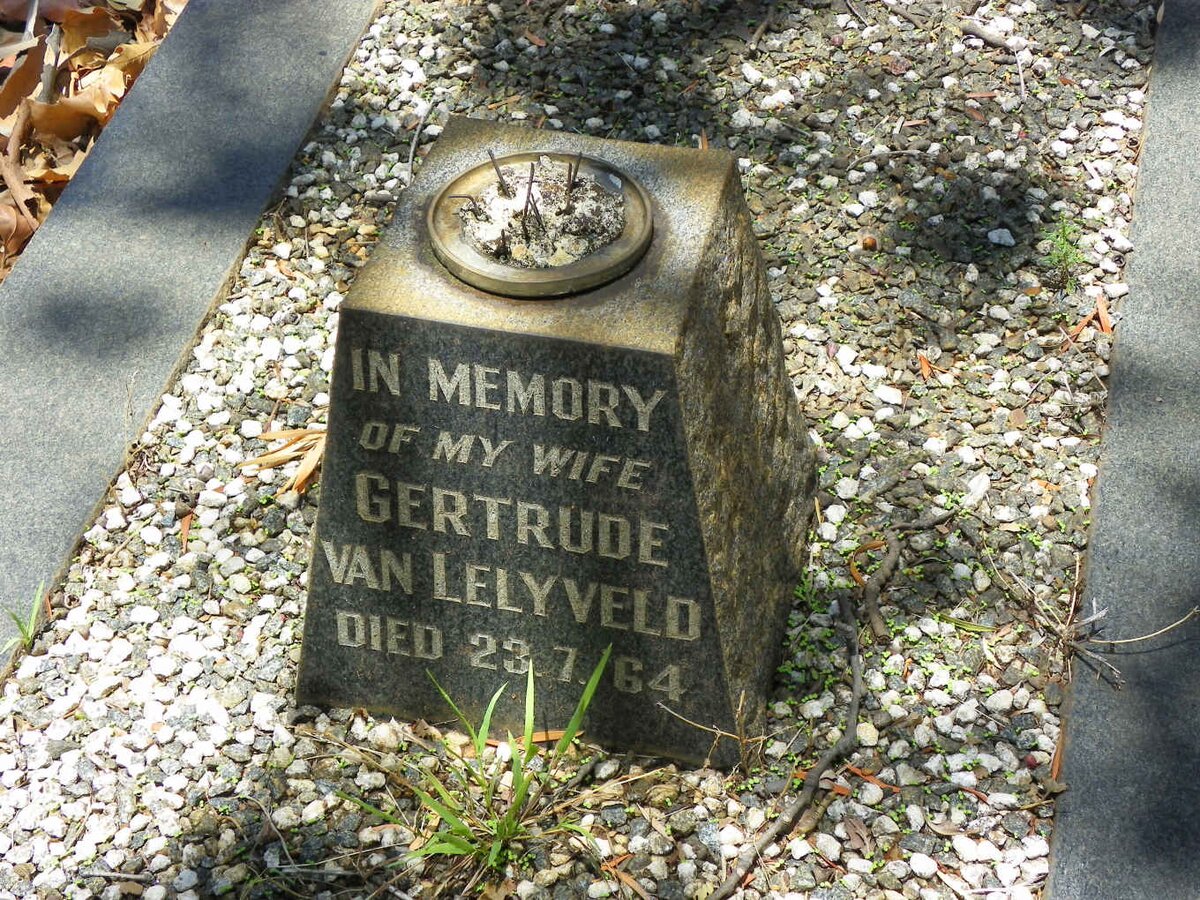 IN MEMORY
OF MY WIFE
GERTRUDE
VAN LELYVELD
DIED 23.7.64